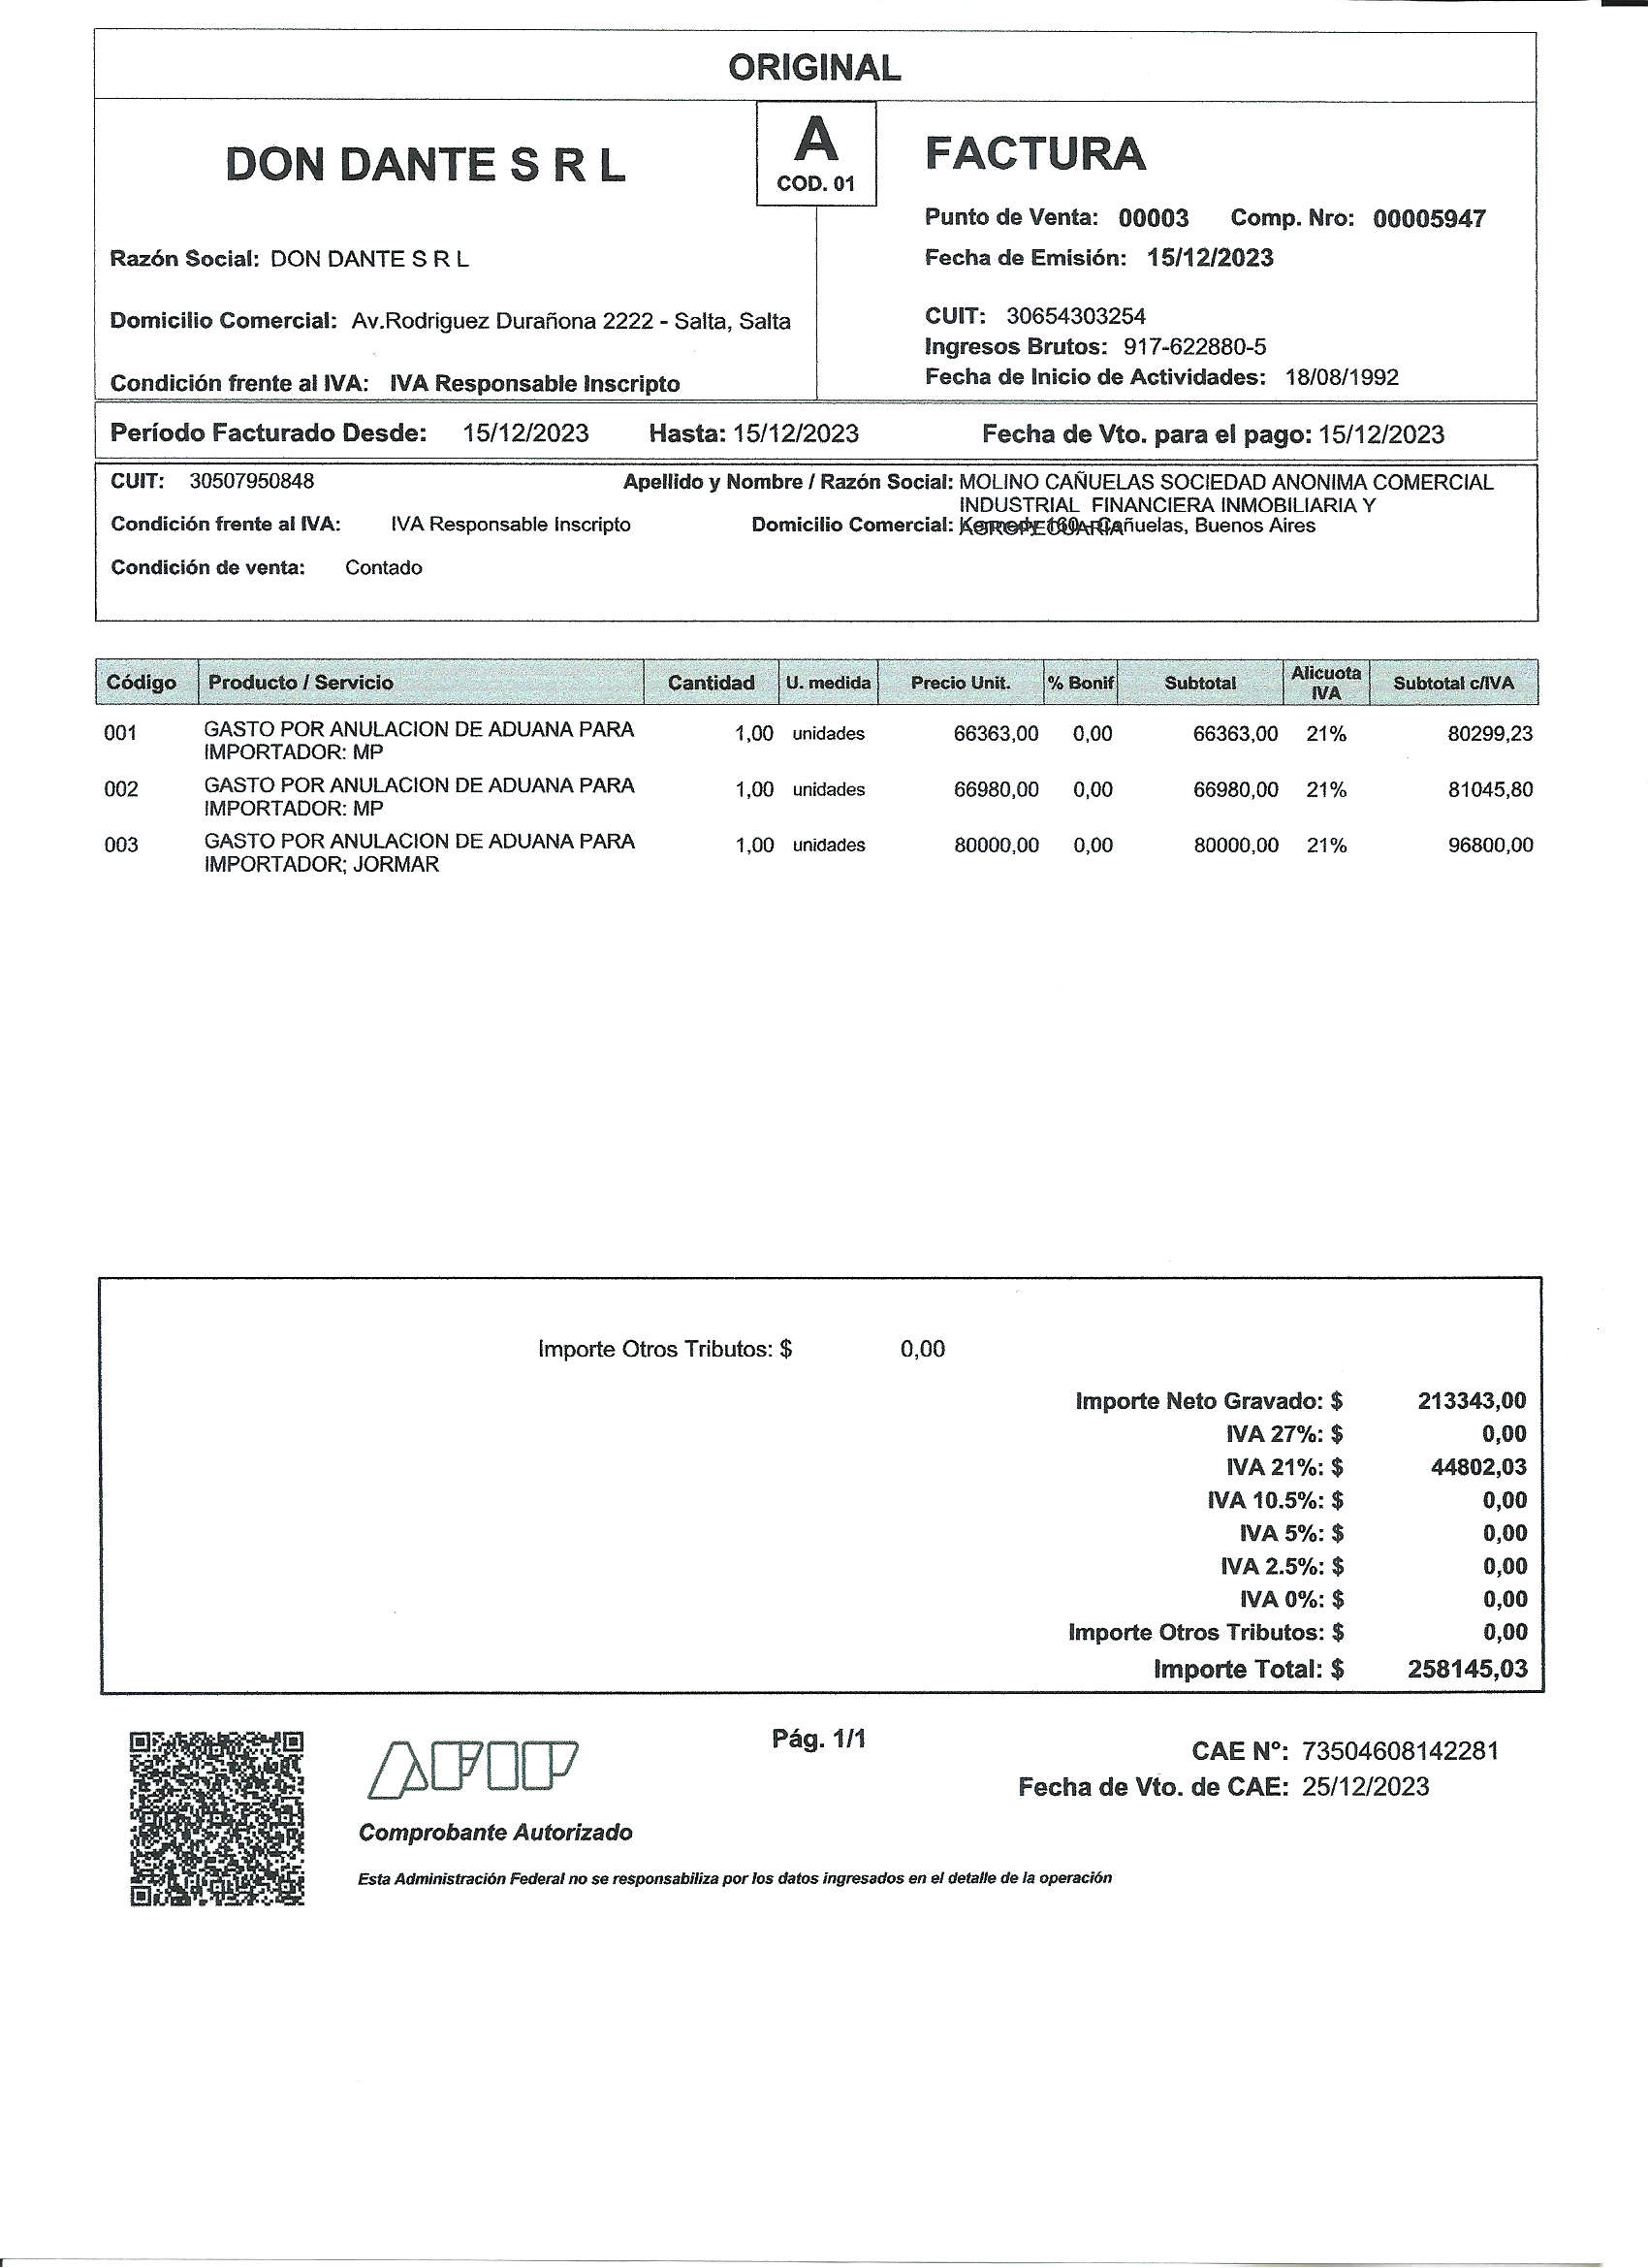 ORIGINAL
DON DANTE S R L
A
COD. 01
FACTURA
Punto de Venta: 00003 Comp. Nro: 00005947
Razón Social: DON DANTE S R L
Fecha de Emisión: 15/12/2023
Domicilio Comercial: Av.Rodriguez Durañona 2222 - Salta, Salta
CUIT: 30654303254
Ingresos Brutos: 917-622880-5
Condición frente al IVA: IVA Responsable Inscripto
Fecha de Inicio de Actividades: 18/08/1992
Período Facturado Desde: 15/12/2023 Hasta: 15/12/2023 Fecha de Vto. para el pago: 15/12/2023
CUIT: 30507950848 Apellido y Nombre / Razón Social: MOLINO CAÑUELAS SOCIEDAD ANONIMA COMERCIAL
INDUSTRIAL FINANCIERA INMOBILIARIA Y
Condición frente al IVA: IVA Responsable Inscripto Domicilio Comercial: Cañuelas, Buenos Aires
Condición de venta: Contado
Código Producto / Servicio Cantidad U. medida Precio Unit. % Bonif Subtotal Alicuota IVA Subtotal c/IVA
001 GASTO POR ANULACION DE ADUANA PARA 1,00 unidades 66363,00 0,00 66363,00 21% 80299,23
IMPORTADOR: MP
002 GASTO POR ANULACION DE ADUANA PARA 1,00 unidades 66980,00 0,00 66980,00 21% 81045,80
IMPORTADOR: MP
003 GASTO POR ANULACION DE ADUANA PARA 1,00 unidades 80000,00 0,00 80000,00 21% 96800,00
IMPORTADOR; JORMAR
Importe Otros Tributos: $ 0,00
Importe Neto Gravado: $ 213343,00
IVA 27%: $ 0,00
IVA 21%: $ 44802,03
IVA 10.5%: $ 0,00
IVA 5%: $ 0,00
IVA 2.5%: $ 0,00
IVA 0%: $ 0,00
Importe Otros Tributos: $ 0,00
Importe Total: $ 258145,03
AFIP
Pág. 1/1
CAE N°: 73504608142281
Fecha de Vto. de CAE: 25/12/2023
Comprobante Autorizado
Esta Administración Federal no se responsabiliza por los datos ingresados en el detalle de la operación